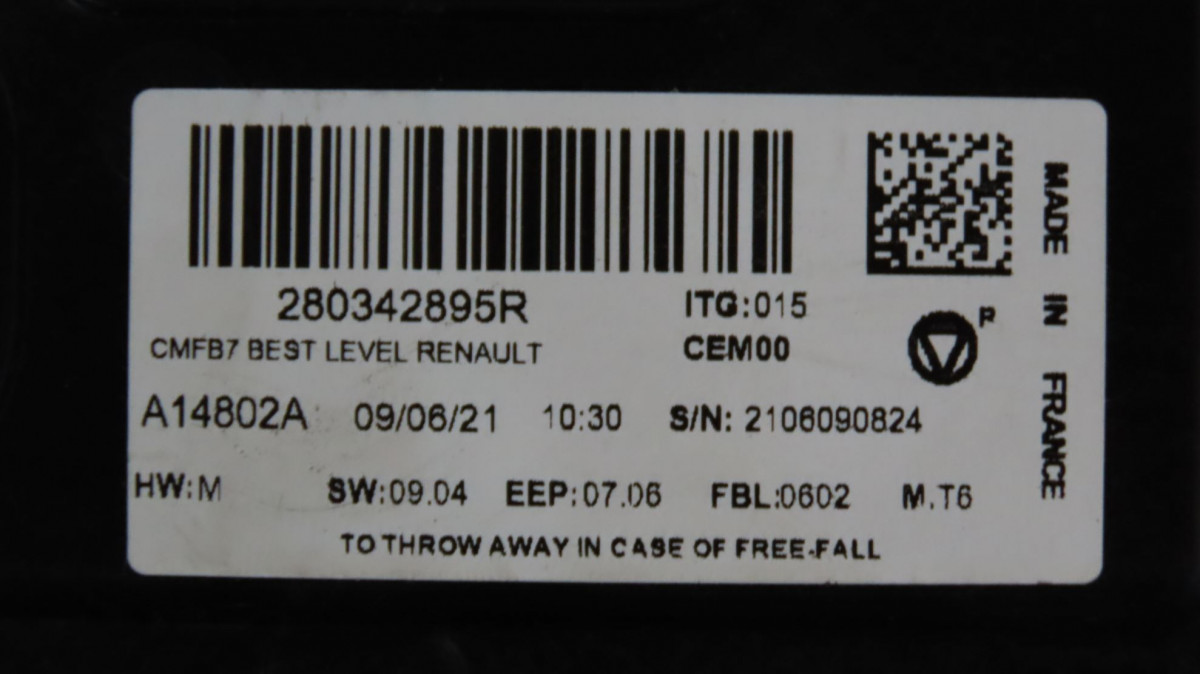 280342895R ITG:015
CMFB7 BEST LEVEL RENAULT CEM00
A14802A 09/06/21 10:30 S/N: 2106090824
HW:M SW:09.04 EEP:07.06 FBL:0602 M.T6
TO THROW AWAY IN CASE OF FREE-FALL
R
MADE IN FRANCE